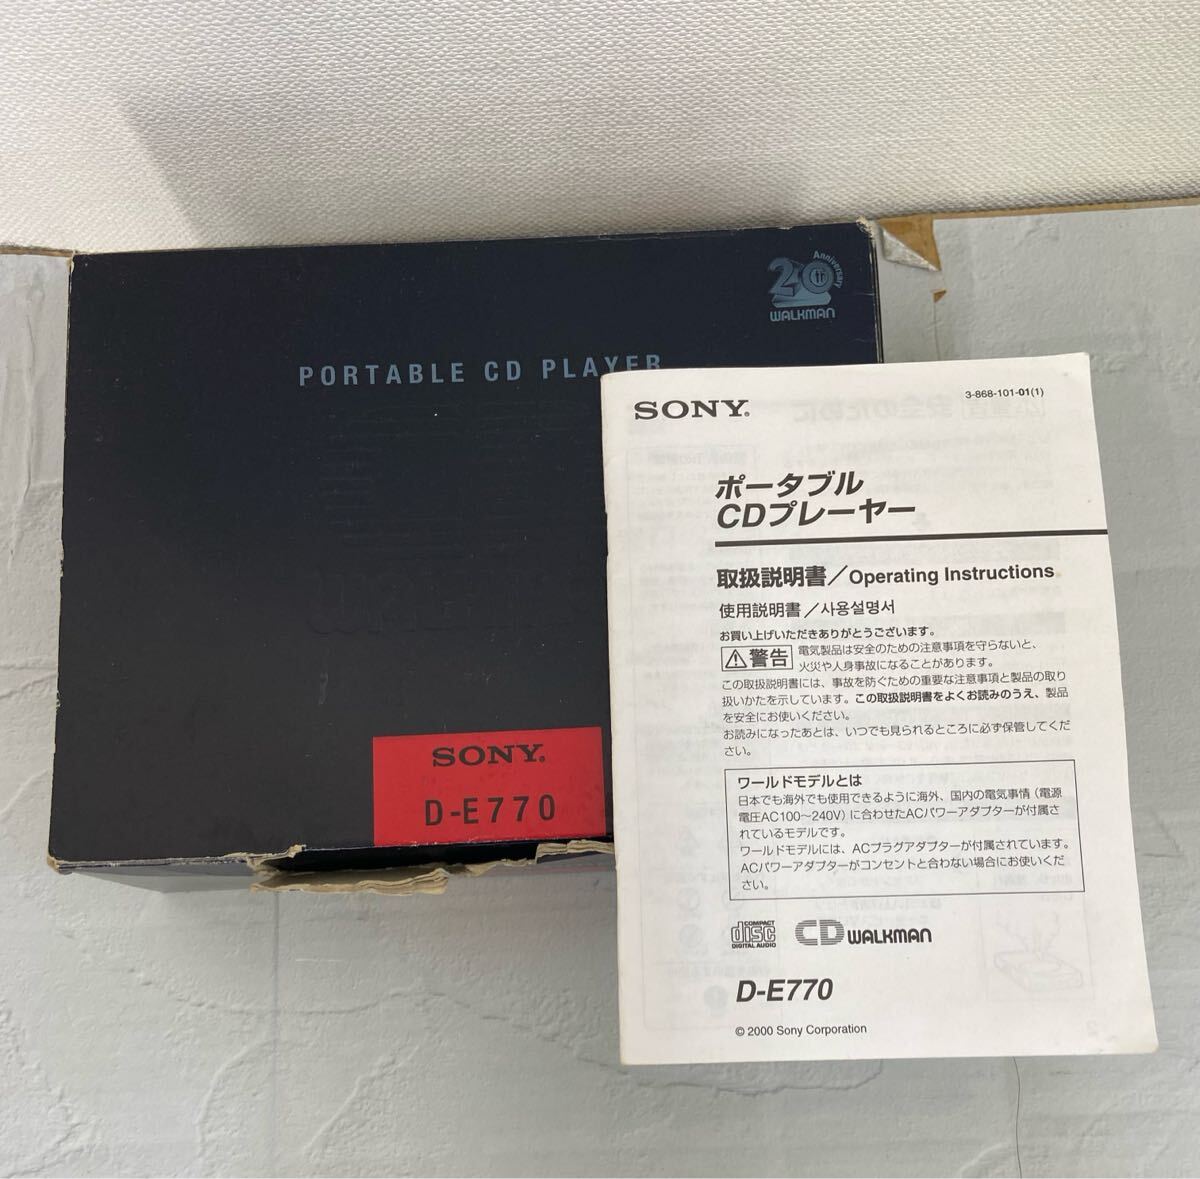 20th Anniversary
WALKMAN
PORTABLE CD PLAYER
SONY®
D-E770
SONY®
3-868-101-01(1)
ポータブル
CDプレーヤー
取扱説明書／Operating Instructions
使用説明書／사용설명서
お買い上げいただきありがとうございます。
警告 電気製品は安全のための注意事項を守らないと、
火災や人身事故になることがあります。
この取扱説明書には、事故を防ぐための重要な注意事項と製品の取り
扱いかたを示しています。この取扱説明書をよくお読みのうえ、製品
を安全にお使いください。
お読みになったあとは、いつでも見られるところに必ず保管してくだ
さい。
ワールドモデルとは
日本でも海外でも使用できるように海外、国内の電気事情（電源
電圧AC100〜240V）に合わせたACパワーアダプターが付属さ
れているモデルです。
ワールドモデルには、ACプラグアダプターが付属されています。
ACパワーアダプターがコンセントと合わない場合にお使いくだ
さい。
COMPACT
disc
DIGITAL AUDIO
CD WALKMAN
D-E770
© 2000 Sony Corporation